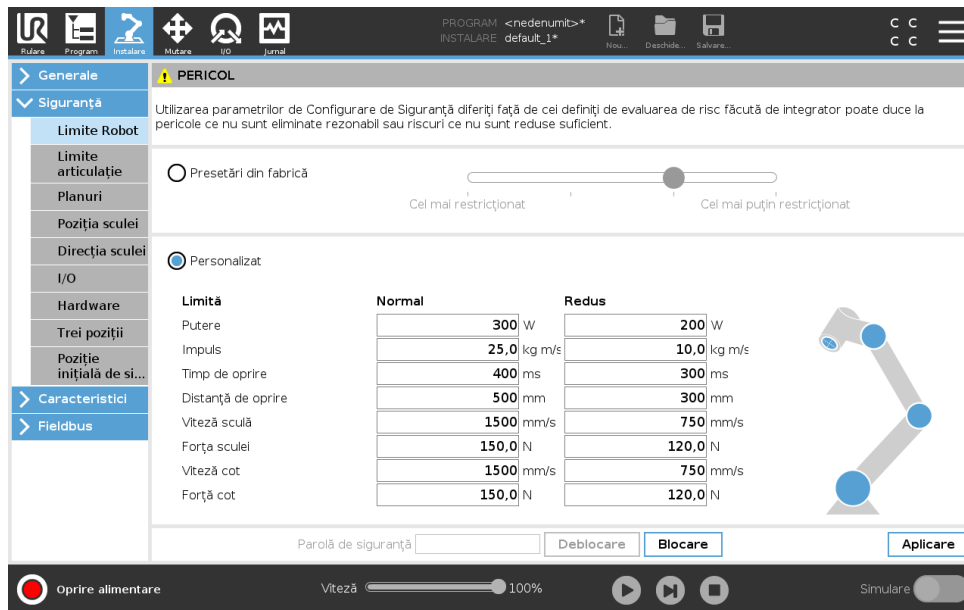 PROGRAM <nedenumit>*
INSTALARE default_1*
Rulare Program Instalare Mutare I/O Jurnal Nou... Deschide... Salvare...
C C
C C
Generale
Siguranță
Limite Robot
Limite
articulație
Planuri
Poziția sculei
Direcția sculei
I/O
Hardware
Trei poziții
Poziție
inițială de si...
Caracteristici
Fieldbus
PERICOL
Utilizarea parametrilor de Configurare de Siguranță diferiți față de cei definiți de evaluarea de risc făcută de integrator poate duce la
pericole ce nu sunt eliminate rezonabil sau riscuri ce nu sunt reduse suficient.
Presetări din fabrică
Cel mai restricționat Cel mai puțin restricționat
Personalizat
Limită Normal Redus
Putere 300 W 200 W
Impuls 25,0 kg m/s 10,0 kg m/s
Timp de oprire 400 ms 300 ms
Distanță de oprire 500 mm 300 mm
Viteză sculă 1500 mm/s 750 mm/s
Forța sculei 150,0 N 120,0 N
Viteză cot 1500 mm/s 750 mm/s
Forță cot 150,0 N 120,0 N
Parolă de siguranță Deblocare Blocare Aplicare
Oprire alimentare Viteză 100% Simulare